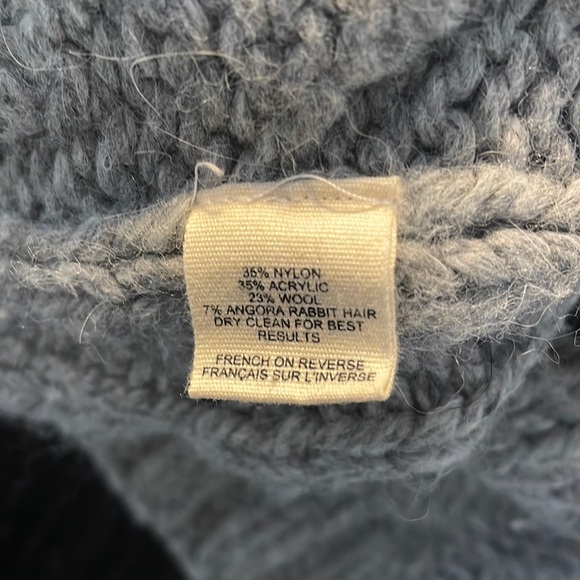 35% NYLON
35% ACRYLIC
23% WOOL
7% ANGORA RABBIT HAIR
DRY CLEAN FOR BEST
RESULTS
FRENCH ON REVERSE
FRANÇAIS SUR L'INVERSE